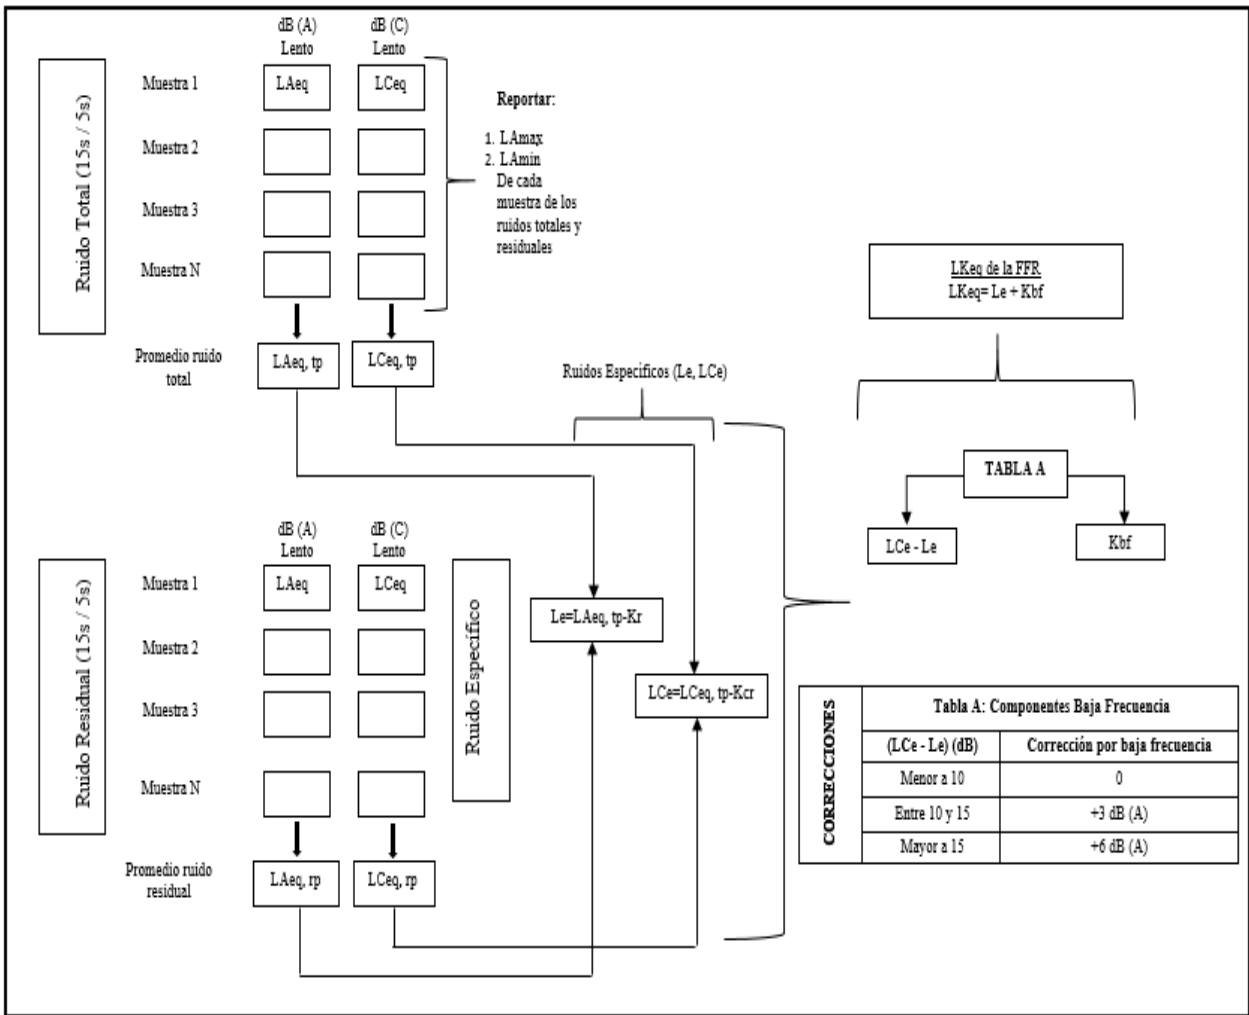 dB (A)
Lento
dB (C)
Lento
Ruido Total (15s / 5s)
Muestra 1
LAeq
LCeq
Muestra 2
Muestra 3
Muestra N
Reportar:
1. LAmax
2. LAmin
De cada
muestra de los
ruidos totales y
residuales
Promedio ruido
total
LAeq, tp
LCeq, tp
LKeq de la FFR
LKeq= Le + Kbf
Ruidos Especificos (Le, LCe)
TABLA A
LCe - Le
Kbf
dB (A)
Lento
dB (C)
Lento
Ruido Residual (15s / 5s)
Muestra 1
LAeq
LCeq
Muestra 2
Muestra 3
Muestra N
Ruido Específico
Le=LAeq, tp-Kr
LCe=LCeq, tp-Kcr
Promedio ruido
residual
LAeq, rp
LCeq, rp
CORRECCIONES
Tabla A: Componentes Baja Frecuencia
(LCe - Le) (dB)
Corrección por baja frecuencia
Menor a 10
0
Entre 10 y 15
+3 dB (A)
Mayor a 15
+6 dB (A)